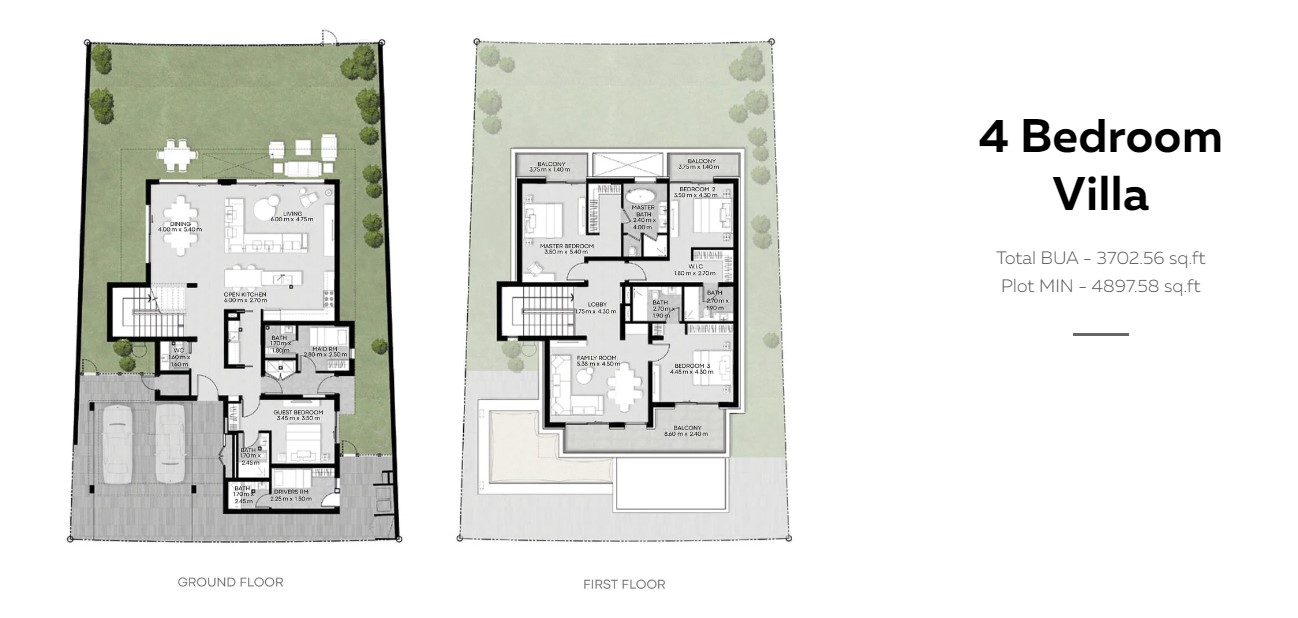 DINING
4.00 m x 5.40 m
LIVING
6.00 m x 4.75 m
OPEN KITCHEN
6.00 m x 2.70 m
WC
1.60 m x
1.60 m
BATH
1.70 m x
1.80 m
MAID RM
2.80 m x 2.50 m
GUEST BEDROOM
3.45 m x 3.50 m
BATH
1.70 m x
2.45 m
BATH
1.70 m x
2.45 m
DRIVERS RM
2.25 m x 1.50 m
GROUND FLOOR
BALCONY
3.75 m x 1.40 m
BALCONY
3.75 m x 1.40 m
MASTER BEDROOM
3.50 m x 5.40 m
MASTER
BATH
2.40 m x
4.00 m
BEDROOM 2
3.50 m x 4.30 m
W.I.C
1.80 m x 2.70 m
LOBBY
1.75 m x 4.30 m
BATH
2.70 m x
1.90 m
BATH
2.70 m x
1.90 m
FAMILY ROOM
5.35 m x 4.50 m
BEDROOM 3
4.45 m x 4.30 m
BALCONY
8.60 m x 2.40 m
FIRST FLOOR
4 Bedroom
Villa
Total BUA - 3702.56 sq.ft
Plot MIN - 4897.58 sq.ft